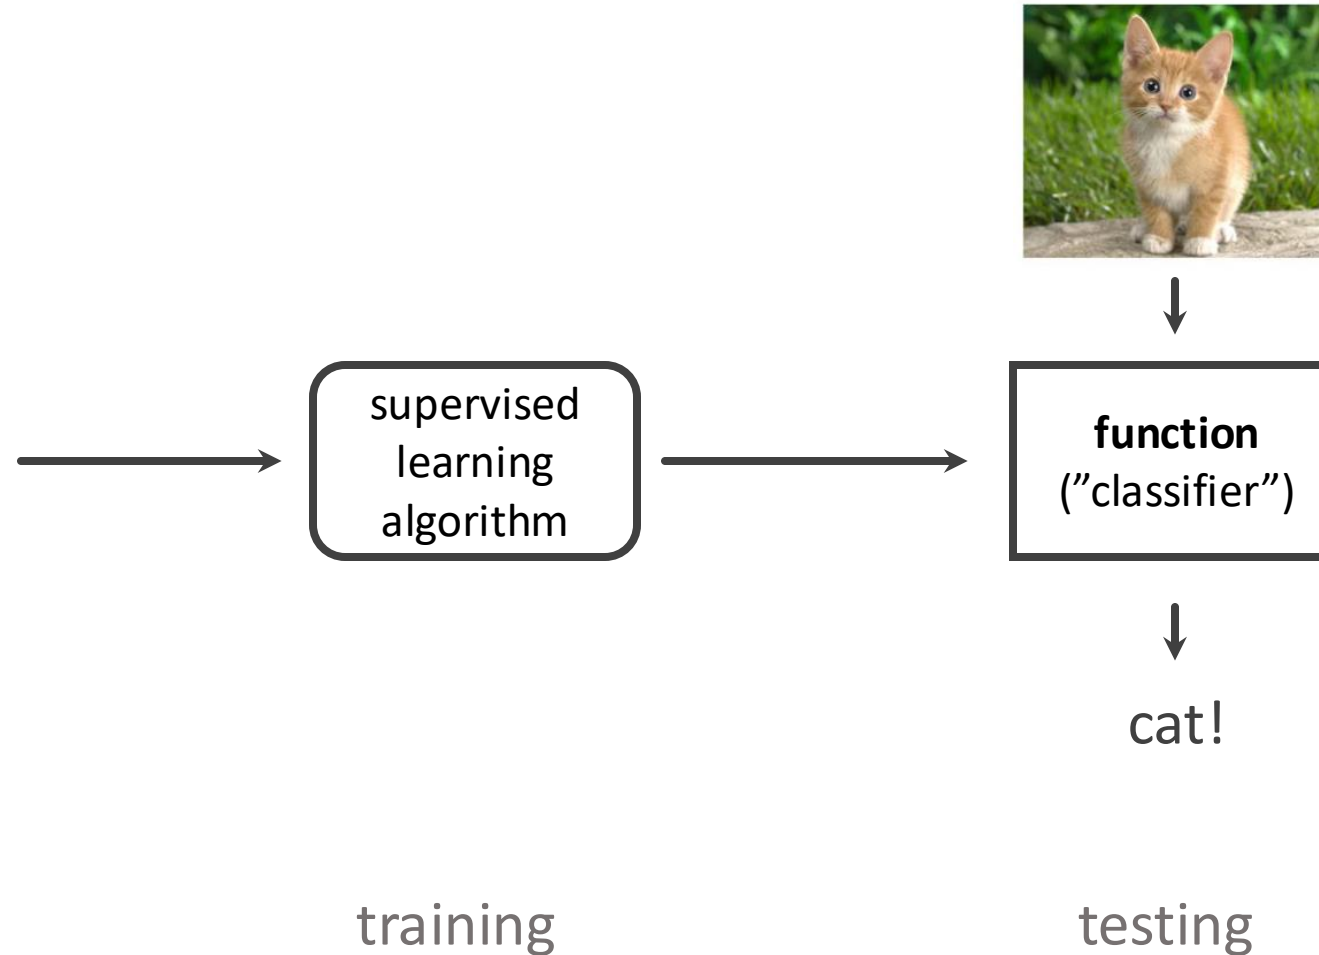 supervised
learning
algorithm
function
(”classifier”)
cat!
training
testing